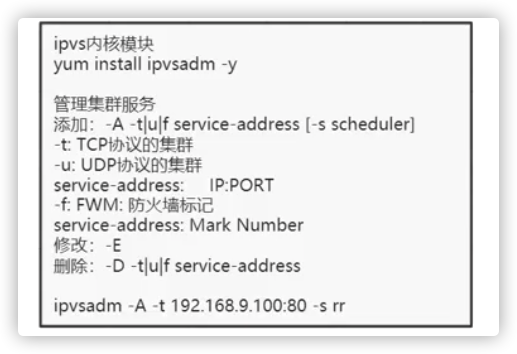 ipvs内核模块
yum install ipvsadm -y
管理集群服务
添加：-A -t|u|f service-address [-s scheduler]
-t: TCP协议的集群
-u: UDP协议的集群
service-address: IP:PORT
-f: FWM: 防火墙标记
service-address: Mark Number
修改：-E
删除：-D -t|u|f service-address
ipvsadm -A -t 192.168.9.100:80 -s rr